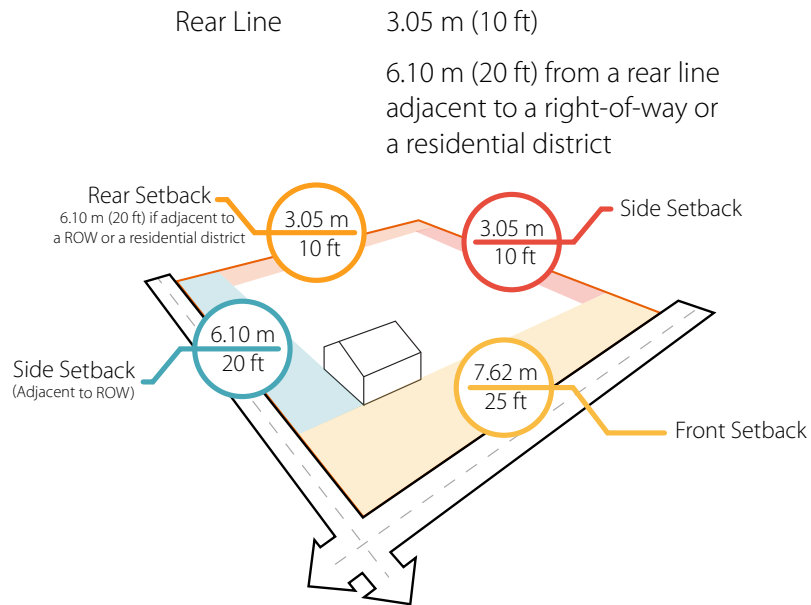 Rear Line 3.05 m (10 ft)
6.10 m (20 ft) from a rear line
adjacent to a right-of-way or
a residential district
Rear Setback
6.10 m (20 ft) if adjacent to
a ROW or a residential district
3.05 m
10 ft
3.05 m
10 ft
Side Setback
6.10 m
20 ft
Side Setback
(Adjacent to ROW)
7.62 m
25 ft
Front Setback